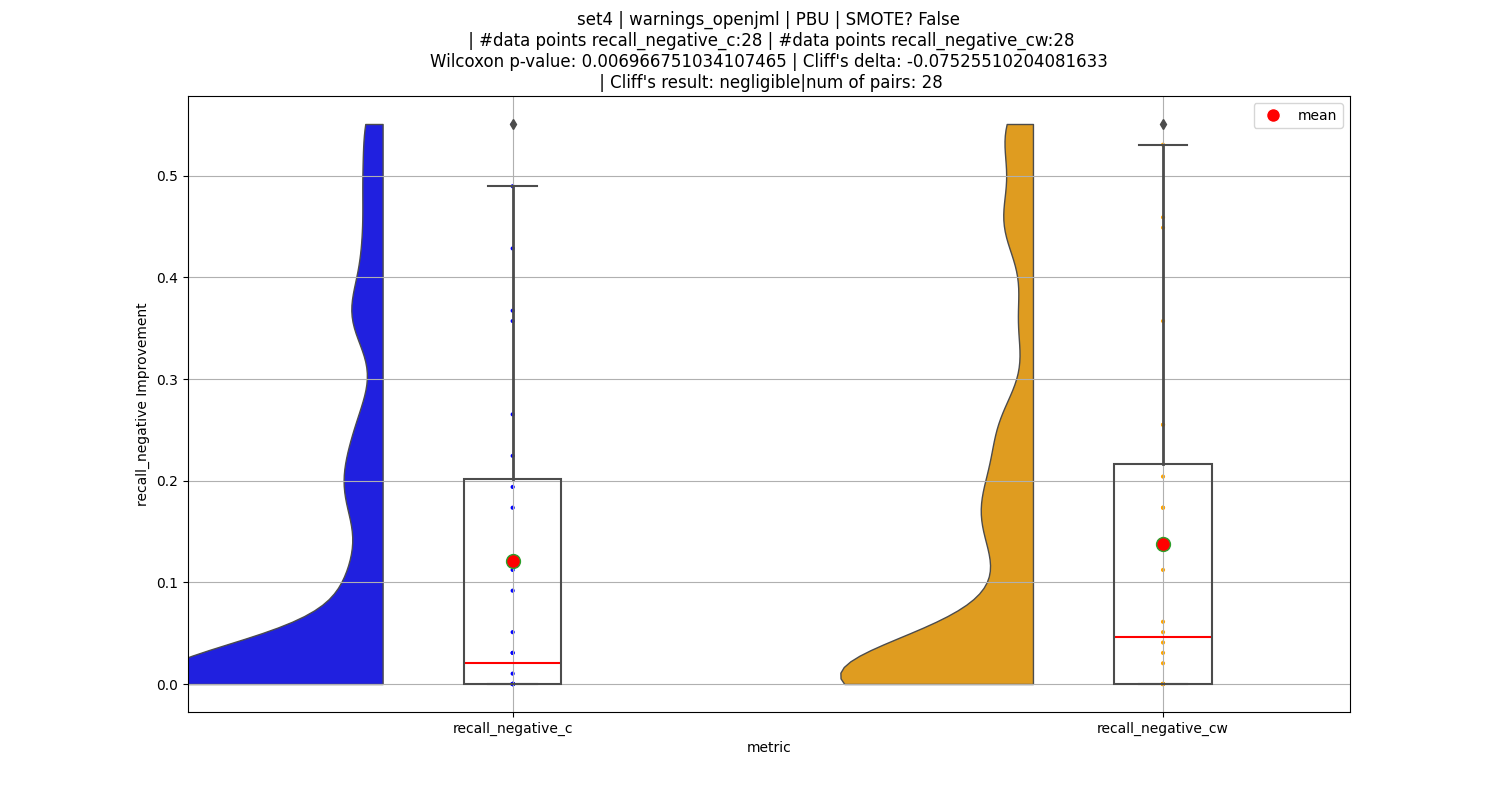 set4 | warnings_openjml | PBU | SMOTE? False
| #data points recall_negative_c:28 | #data points recall_negative_cw:28
Wilcoxon p-value: 0.006966751034107465 | Cliff's delta: -0.07525510204081633
| Cliff's result: negligible|num of pairs: 28
mean
0.5
0.4
0.3
0.2
0.1
0.0
recall_negative Improvement
recall_negative_c
recall_negative_cw
metric